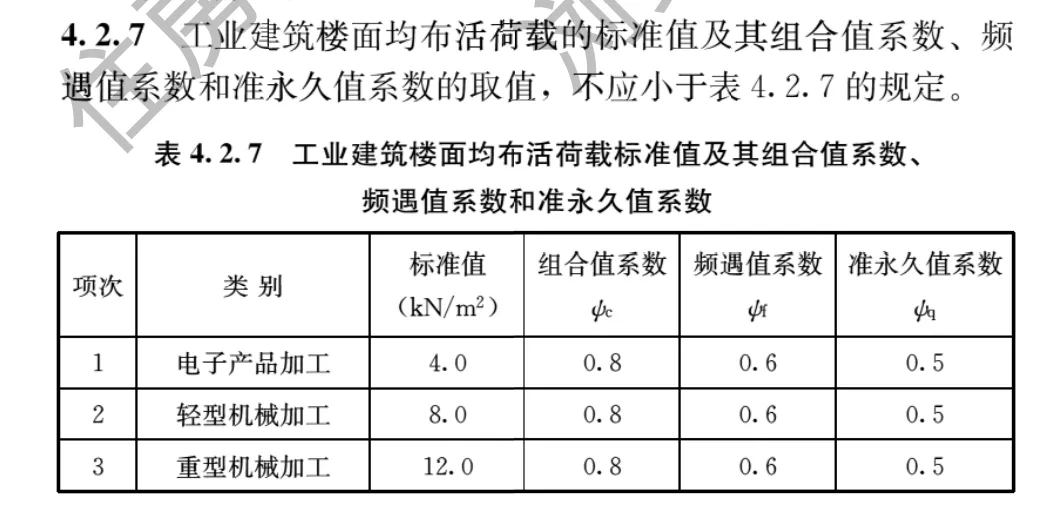 4.2.7 工业建筑楼面均布活荷载的标准值及其组合值系数、频
遇值系数和准永久值系数的取值，不应小于表 4.2.7 的规定。
表 4.2.7 工业建筑楼面均布活荷载标准值及其组合值系数、
频遇值系数和准永久值系数
项次 类别 标准值（kN/m²） 组合值系数 ψc 频遇值系数 ψf 准永久值系数 ψq
1 电子产品加工 4.0 0.8 0.6 0.5
2 轻型机械加工 8.0 0.8 0.6 0.5
3 重型机械加工 12.0 0.8 0.6 0.5
住房